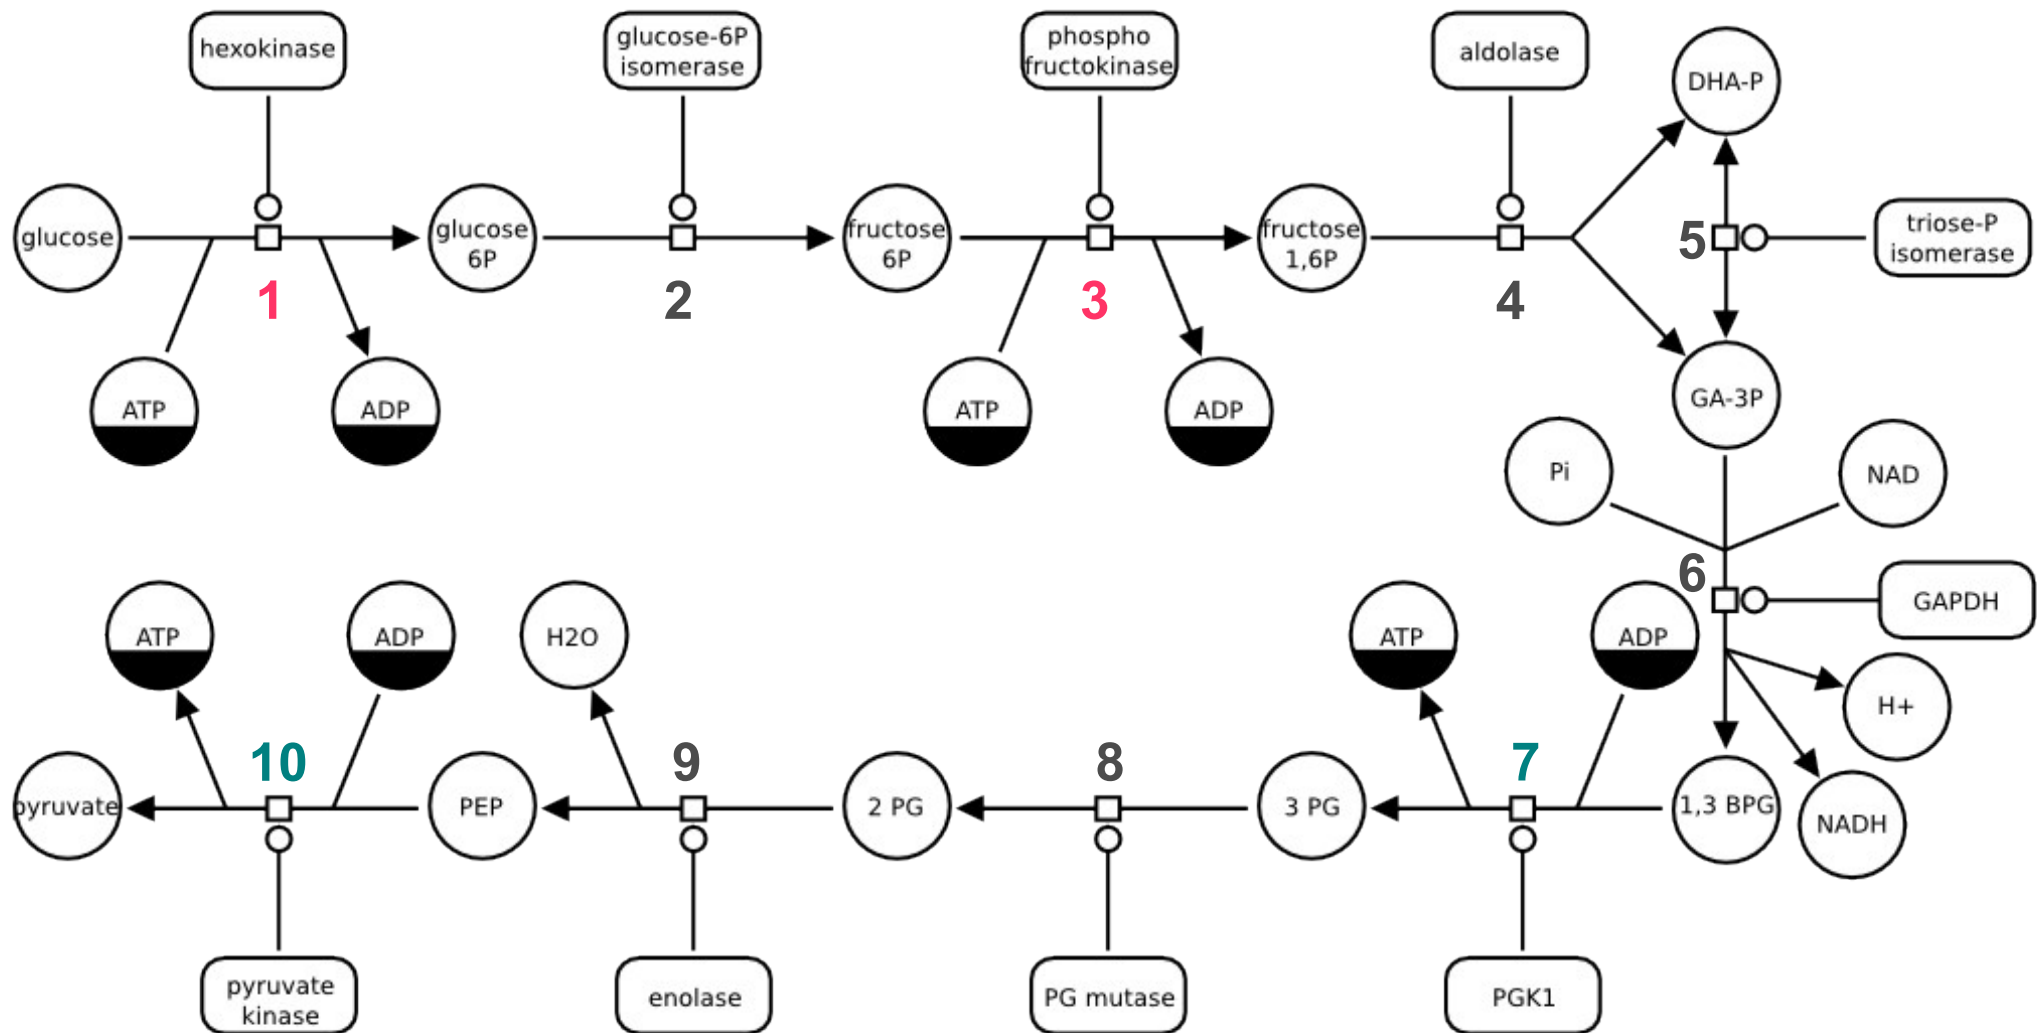 hexokinase
glucose-6P
isomerase
phospho
fructokinase
aldolase
DHA-P
glucose
1
glucose
6P
2
fructose
6P
3
fructose
1,6P
4
5
triose-P
isomerase
ATP
ADP
ATP
ADP
GA-3P
Pi
NAD
6
GAPDH
ATP
ADP
H2O
ATP
ADP
H+
10
9
8
7
pyruvate
PEP
2 PG
3 PG
1,3 BPG
NADH
pyruvate
kinase
enolase
PG mutase
PGK1